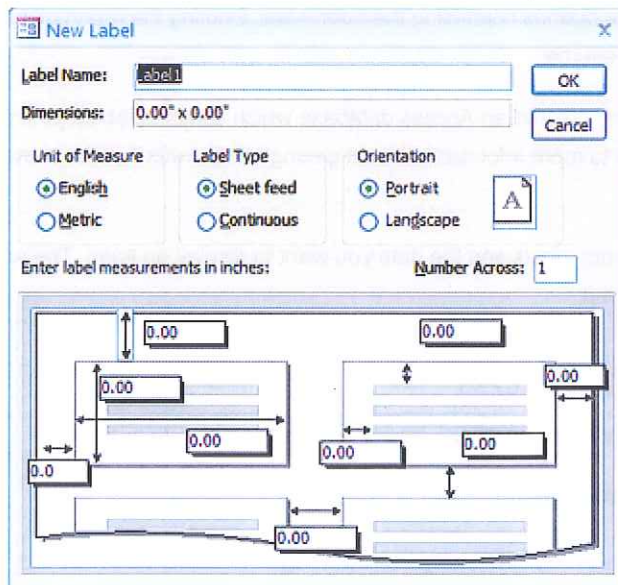 New Label
Label Name: Label1
OK
Dimensions: 0.00" x 0.00"
Cancel
Unit of Measure Label Type Orientation
English Sheet feed Portrait
A
Metric Continuous Landscape
Enter label measurements in inches: Number Across: 1
0.00 0.00
0.00 0.00
0.00 0.00 0.00
0.0
0.00